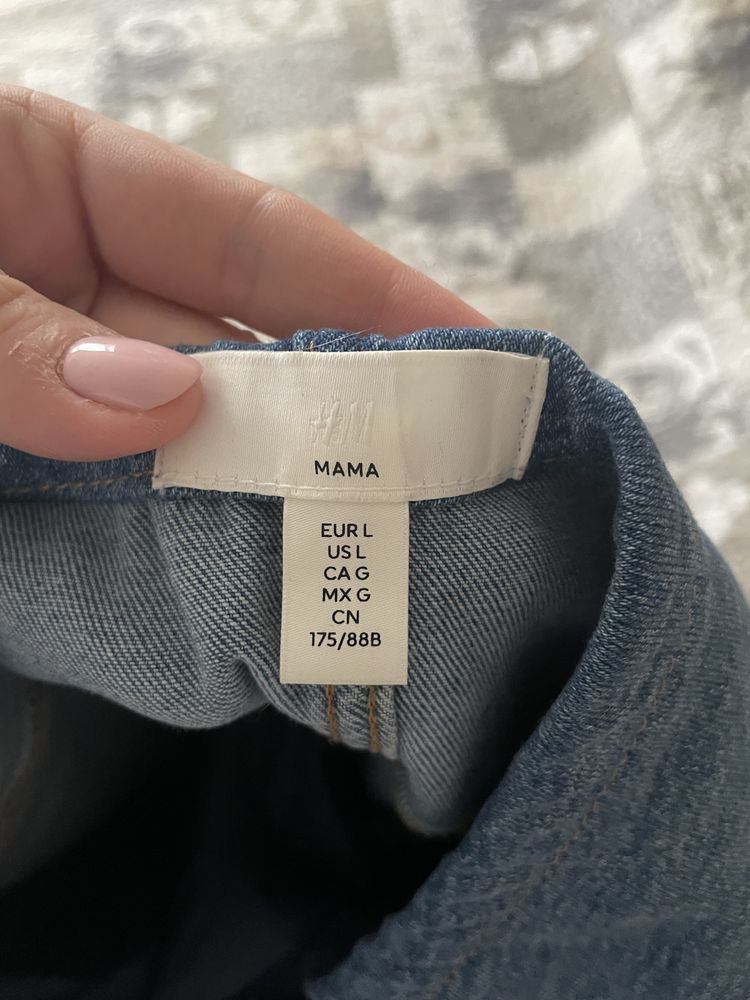 H&M
MAMA
EUR L
US L
CA G
MX G
CN
175/88B